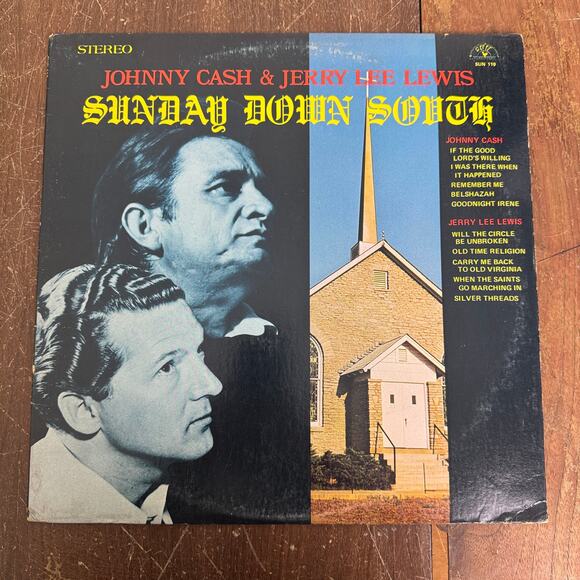 STEREO
SUN
SUN 119
JOHNNY CASH & JERRY LEE LEWIS
SUNDAY DOWN SOUTH
JOHNNY CASH
IF THE GOOD
LORD'S WILLING
I WAS THERE WHEN
IT HAPPENED
REMEMBER ME
BELSHAZAH
GOODNIGHT IRENE
JERRY LEE LEWIS
WILL THE CIRCLE
BE UNBROKEN
OLD TIME RELIGION
CARRY ME BACK
TO OLD VIRGINIA
WHEN THE SAINTS
GO MARCHING IN
SILVER THREADS